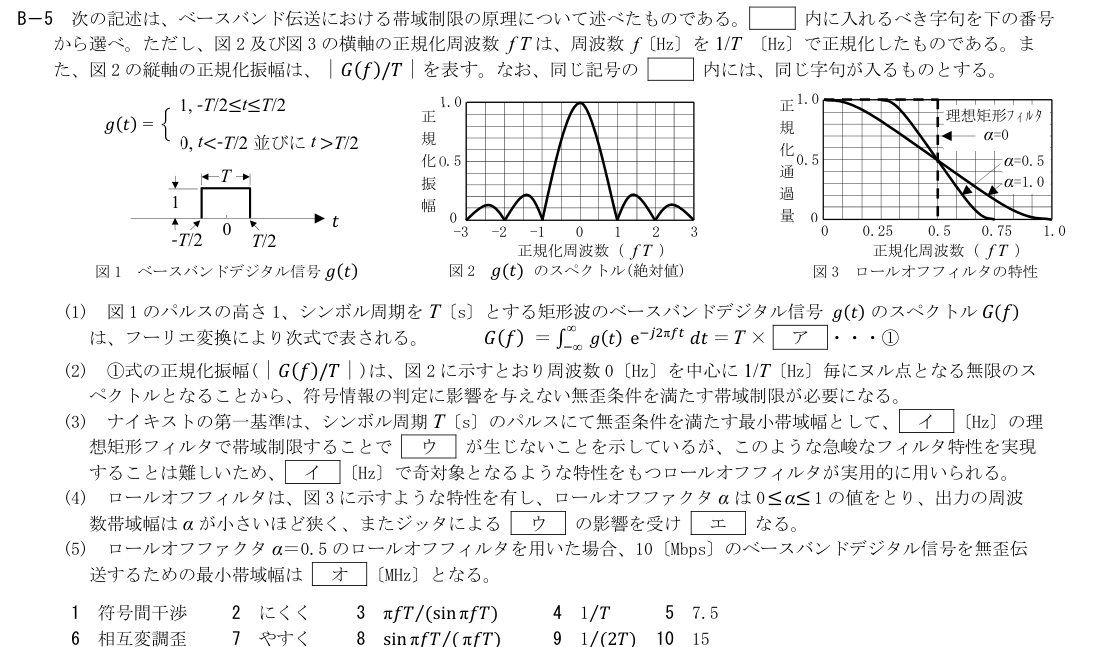 B－5 次の記述は、ベースバンド伝送における帯域制限の原理について述べたものである。 内に入れるべき字句を下の番号
から選べ。ただし、図2及び図3の横軸の正規化周波数 fT は、周波数 f〔Hz〕を 1/T 〔Hz〕で正規化したものである。ま
た、図2の縦軸の正規化振幅は、｜G(f)/T｜を表す。なお、同じ記号の 内には、同じ字句が入るものとする。
g(t) = {
1, -T/2≤t≤T/2
0, t<-T/2 並びに t >T/2
T
1
-T/2
0
T/2
t
図1 ベースバンドデジタル信号 g(t)
正規化振幅
1.0
0.5
0
−3 −2 −1 0 1 2 3
正規化周波数 ( fT )
図2 g(t) のスペクトル(絶対値)
正規化通過量
1.0
0.5
0
理想矩形フィルタ
α=0
α=0.5
α=1.0
0 0.25 0.5 0.75 1.0
正規化周波数 ( fT )
図3 ロールオフフィルタの特性
(1) 図1のパルスの高さ1、シンボル周期を T〔s〕とする矩形波のベースバンドデジタル信号 g(t) のスペクトル G(f)
は、フーリエ変換により次式で表される。 G(f) = ∫_{−∞}^{∞} g(t) e^{−j2πft} dt = T × ア ・・・①
(2) ①式の正規化振幅(｜G(f)/T｜)は、図2に示すとおり周波数0〔Hz〕を中心に 1/T〔Hz〕毎にヌル点となる無限のス
ペクトルとなることから、符号情報の判定に影響を与えない無歪条件を満たす帯域制限が必要になる。
(3) ナイキストの第一基準は、シンボル周期 T〔s〕のパルスにて無歪条件を満たす最小帯域幅として、 イ 〔Hz〕の理
想矩形フィルタで帯域制限することで ウ が生じないことを示しているが、このような急峻なフィルタ特性を実現
することは難しいため、 イ 〔Hz〕で奇対象となるような特性をもつロールオフフィルタが実用的に用いられる。
(4) ロールオフフィルタは、図3に示すような特性を有し、ロールオフファクタ α は 0≤α≤1 の値をとり、出力の周波
数帯域幅は α が小さいほど狭く、またジッタによる ウ の影響を受け エ なる。
(5) ロールオフファクタ α=0.5 のロールオフフィルタを用いた場合、10〔Mbps〕のベースバンドデジタル信号を無歪伝
送するための最小帯域幅は オ 〔MHz〕となる。
1 符号間干渉 2 にくく 3 πfT/(sin πfT) 4 1/T 5 7.5
6 相互変調歪 7 やすく 8 sin πfT/( πfT) 9 1/(2T) 10 15